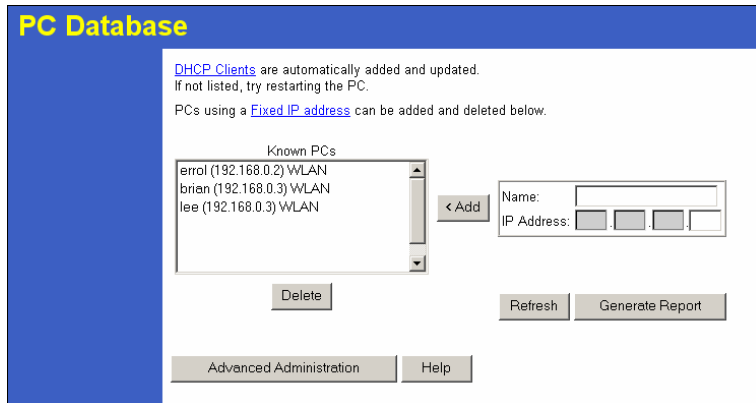 PC Database
DHCP Clients are automatically added and updated.
If not listed, try restarting the PC.
PCs using a Fixed IP address can be added and deleted below.
Known PCs
errol (192.168.0.2) WLAN
brian (192.168.0.3) WLAN
lee (192.168.0.3) WLAN
< Add
Name:
IP Address: . . .
Delete
Refresh Generate Report
Advanced Administration Help